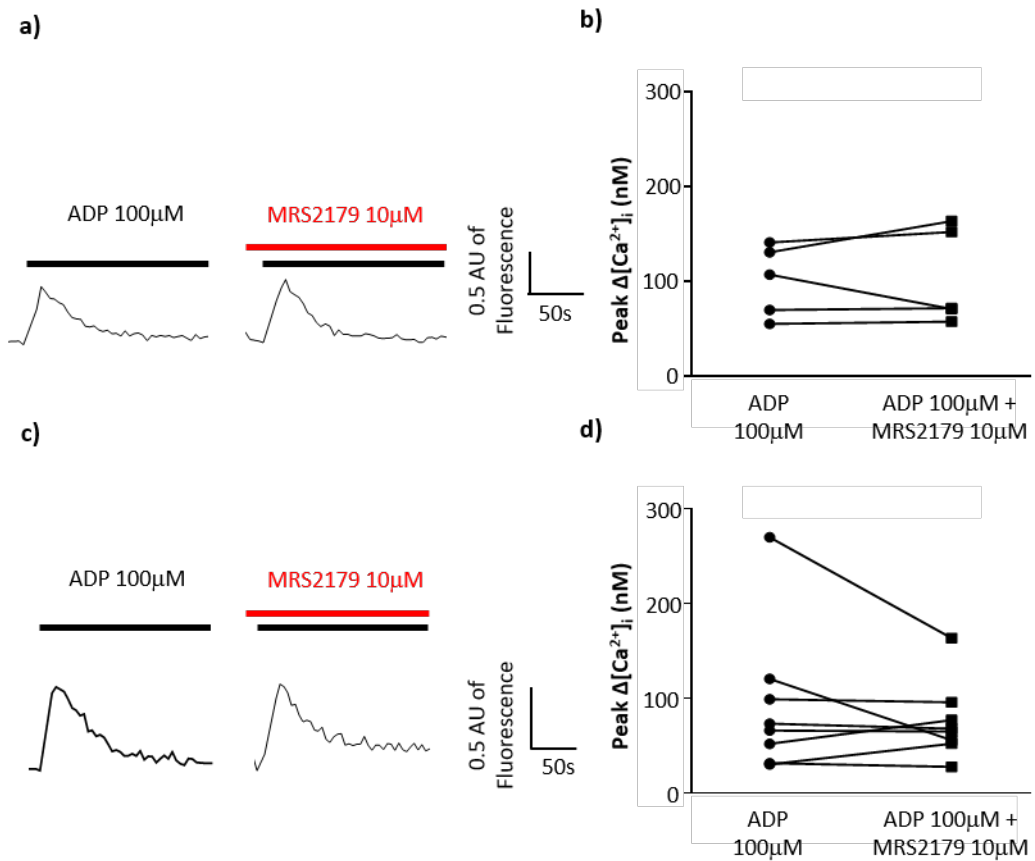 a)
ADP 100µM
MRS2179 10µM
0.5 AU of
Fluorescence
50s
b)
Peak Δ[Ca²⁺]ᵢ (nM)
300
200
100
0
ADP
100µM
ADP 100µM +
MRS2179 10µM
c)
ADP 100µM
MRS2179 10µM
0.5 AU of
Fluorescence
50s
d)
Peak Δ[Ca²⁺]ᵢ (nM)
300
200
100
0
ADP
100µM
ADP 100µM +
MRS2179 10µM